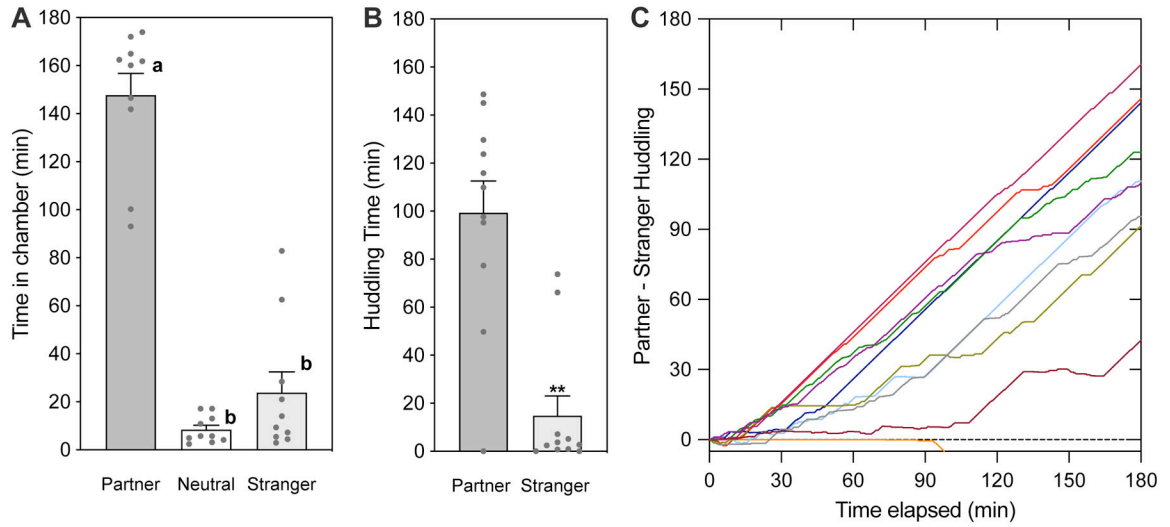 A
Time in chamber (min)
180
160
140
120
100
80
60
40
20
0
a
b
b
Partner Neutral Stranger
B
Huddling Time (min)
180
160
140
120
100
80
60
40
20
0
**
Partner Stranger
C
Partner - Stranger Huddling
180
150
120
90
60
30
0
0 30 60 90 120 150 180
Time elapsed (min)